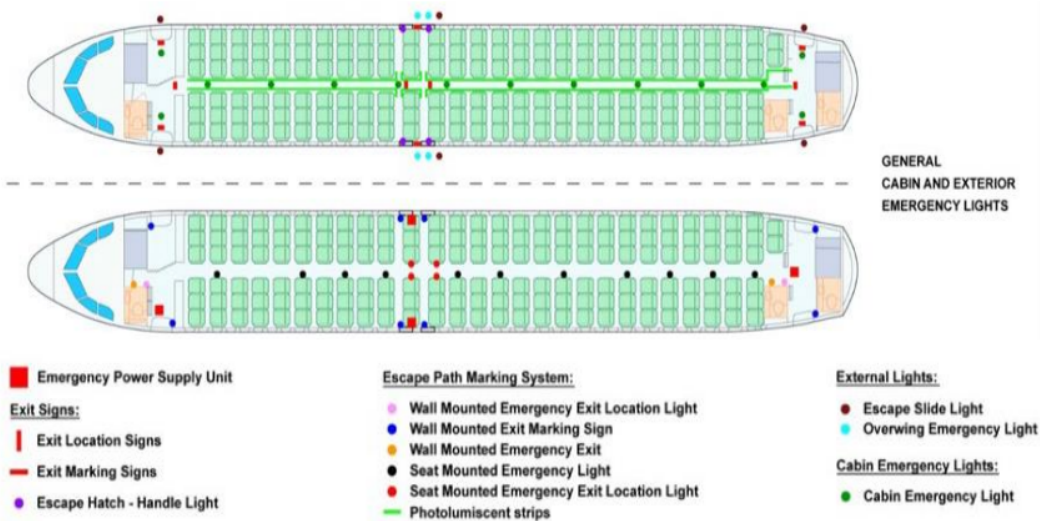 GENERAL
CABIN AND EXTERIOR
EMERGENCY LIGHTS
Emergency Power Supply Unit
Exit Signs:
Exit Location Signs
Exit Marking Signs
Escape Hatch - Handle Light
Escape Path Marking System:
Wall Mounted Emergency Exit Location Light
Wall Mounted Exit Marking Sign
Wall Mounted Emergency Exit
Seat Mounted Emergency Light
Seat Mounted Emergency Exit Location Light
Photolumiscent strips
External Lights:
Escape Slide Light
Overwing Emergency Light
Cabin Emergency Lights:
Cabin Emergency Light